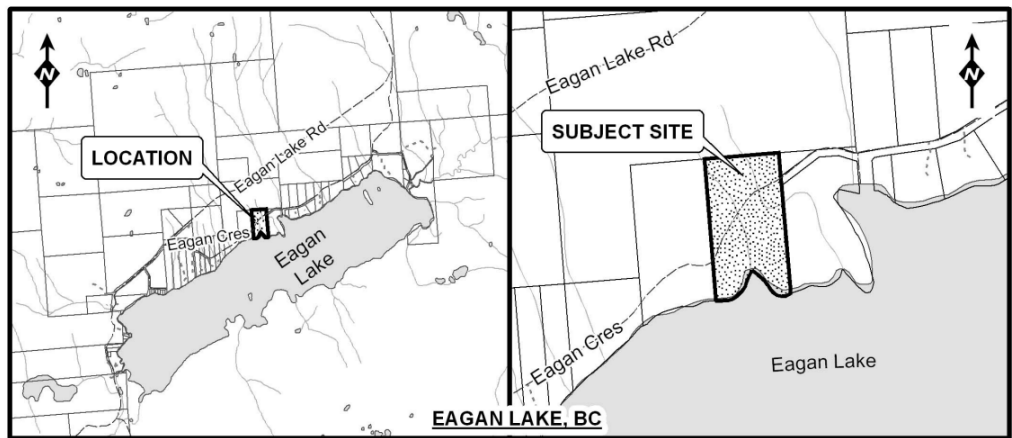 N
LOCATION
Eagan Lake Rd
Eagan Cres
Eagan
Lake
N
Eagan Lake Rd
SUBJECT SITE
Eagan Cres
Eagan Lake
EAGAN LAKE, BC